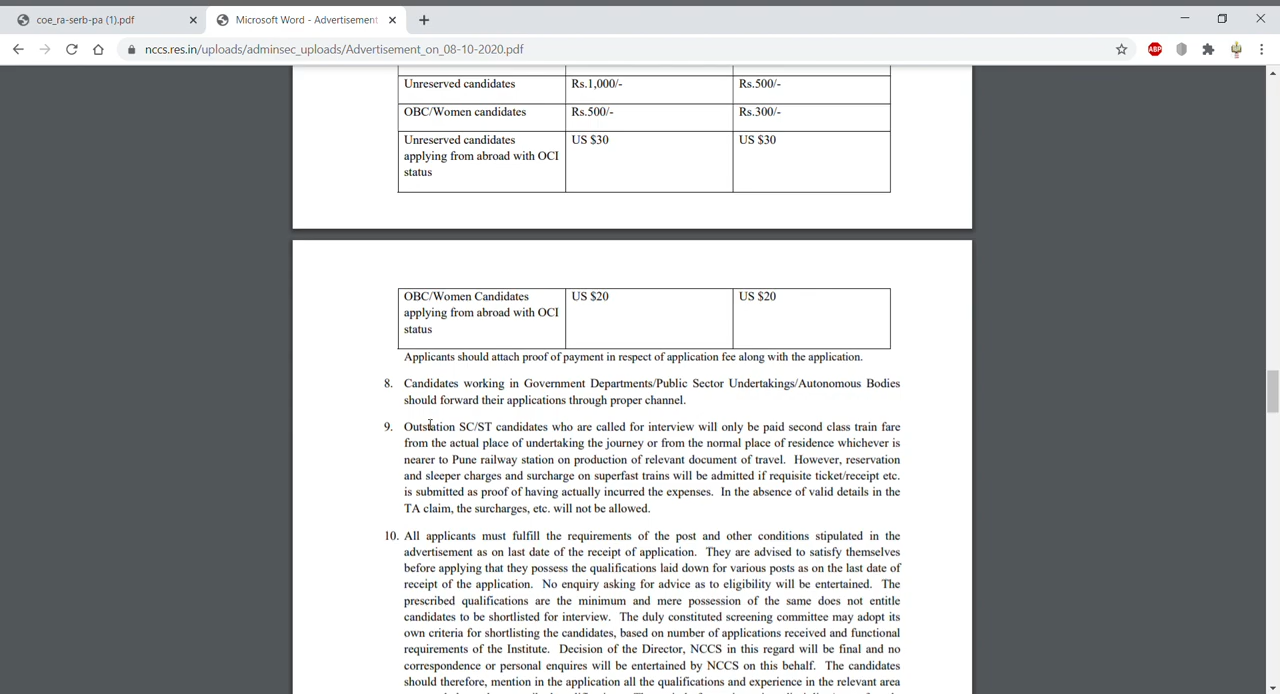 coe_ra-serb-pa (1).pdf
Microsoft Word - Advertisement
nccs.res.in/uploads/adminsec_uploads/Advertisement_on_08-10-2020.pdf
ABP
Unreserved candidates Rs.1,000/- Rs.500/-
OBC/Women candidates Rs.500/- Rs.300/-
Unreserved candidates US $30 US $30
applying from abroad with OCI
status
OBC/Women Candidates US $20 US $20
applying from abroad with OCI
status
Applicants should attach proof of payment in respect of application fee along with the application.
8. Candidates working in Government Departments/Public Sector Undertakings/Autonomous Bodies
should forward their applications through proper channel.
9. Outstation SC/ST candidates who are called for interview will only be paid second class train fare
from the actual place of undertaking the journey or from the normal place of residence whichever is
nearer to Pune railway station on production of relevant document of travel. However, reservation
and sleeper charges and surcharge on superfast trains will be admitted if requisite ticket/receipt etc.
is submitted as proof of having actually incurred the expenses. In the absence of valid details in the
TA claim, the surcharges, etc. will not be allowed.
10. All applicants must fulfill the requirements of the post and other conditions stipulated in the
advertisement as on last date of the receipt of application. They are advised to satisfy themselves
before applying that they possess the qualifications laid down for various posts as on the last date of
receipt of the application. No enquiry asking for advice as to eligibility will be entertained. The
prescribed qualifications are the minimum and mere possession of the same does not entitle
candidates to be shortlisted for interview. The duly constituted screening committee may adopt its
own criteria for shortlisting the candidates, based on number of applications received and functional
requirements of the Institute. Decision of the Director, NCCS in this regard will be final and no
correspondence or personal enquires will be entertained by NCCS on this behalf. The candidates
should therefore, mention in the application all the qualifications and experience in the relevant area